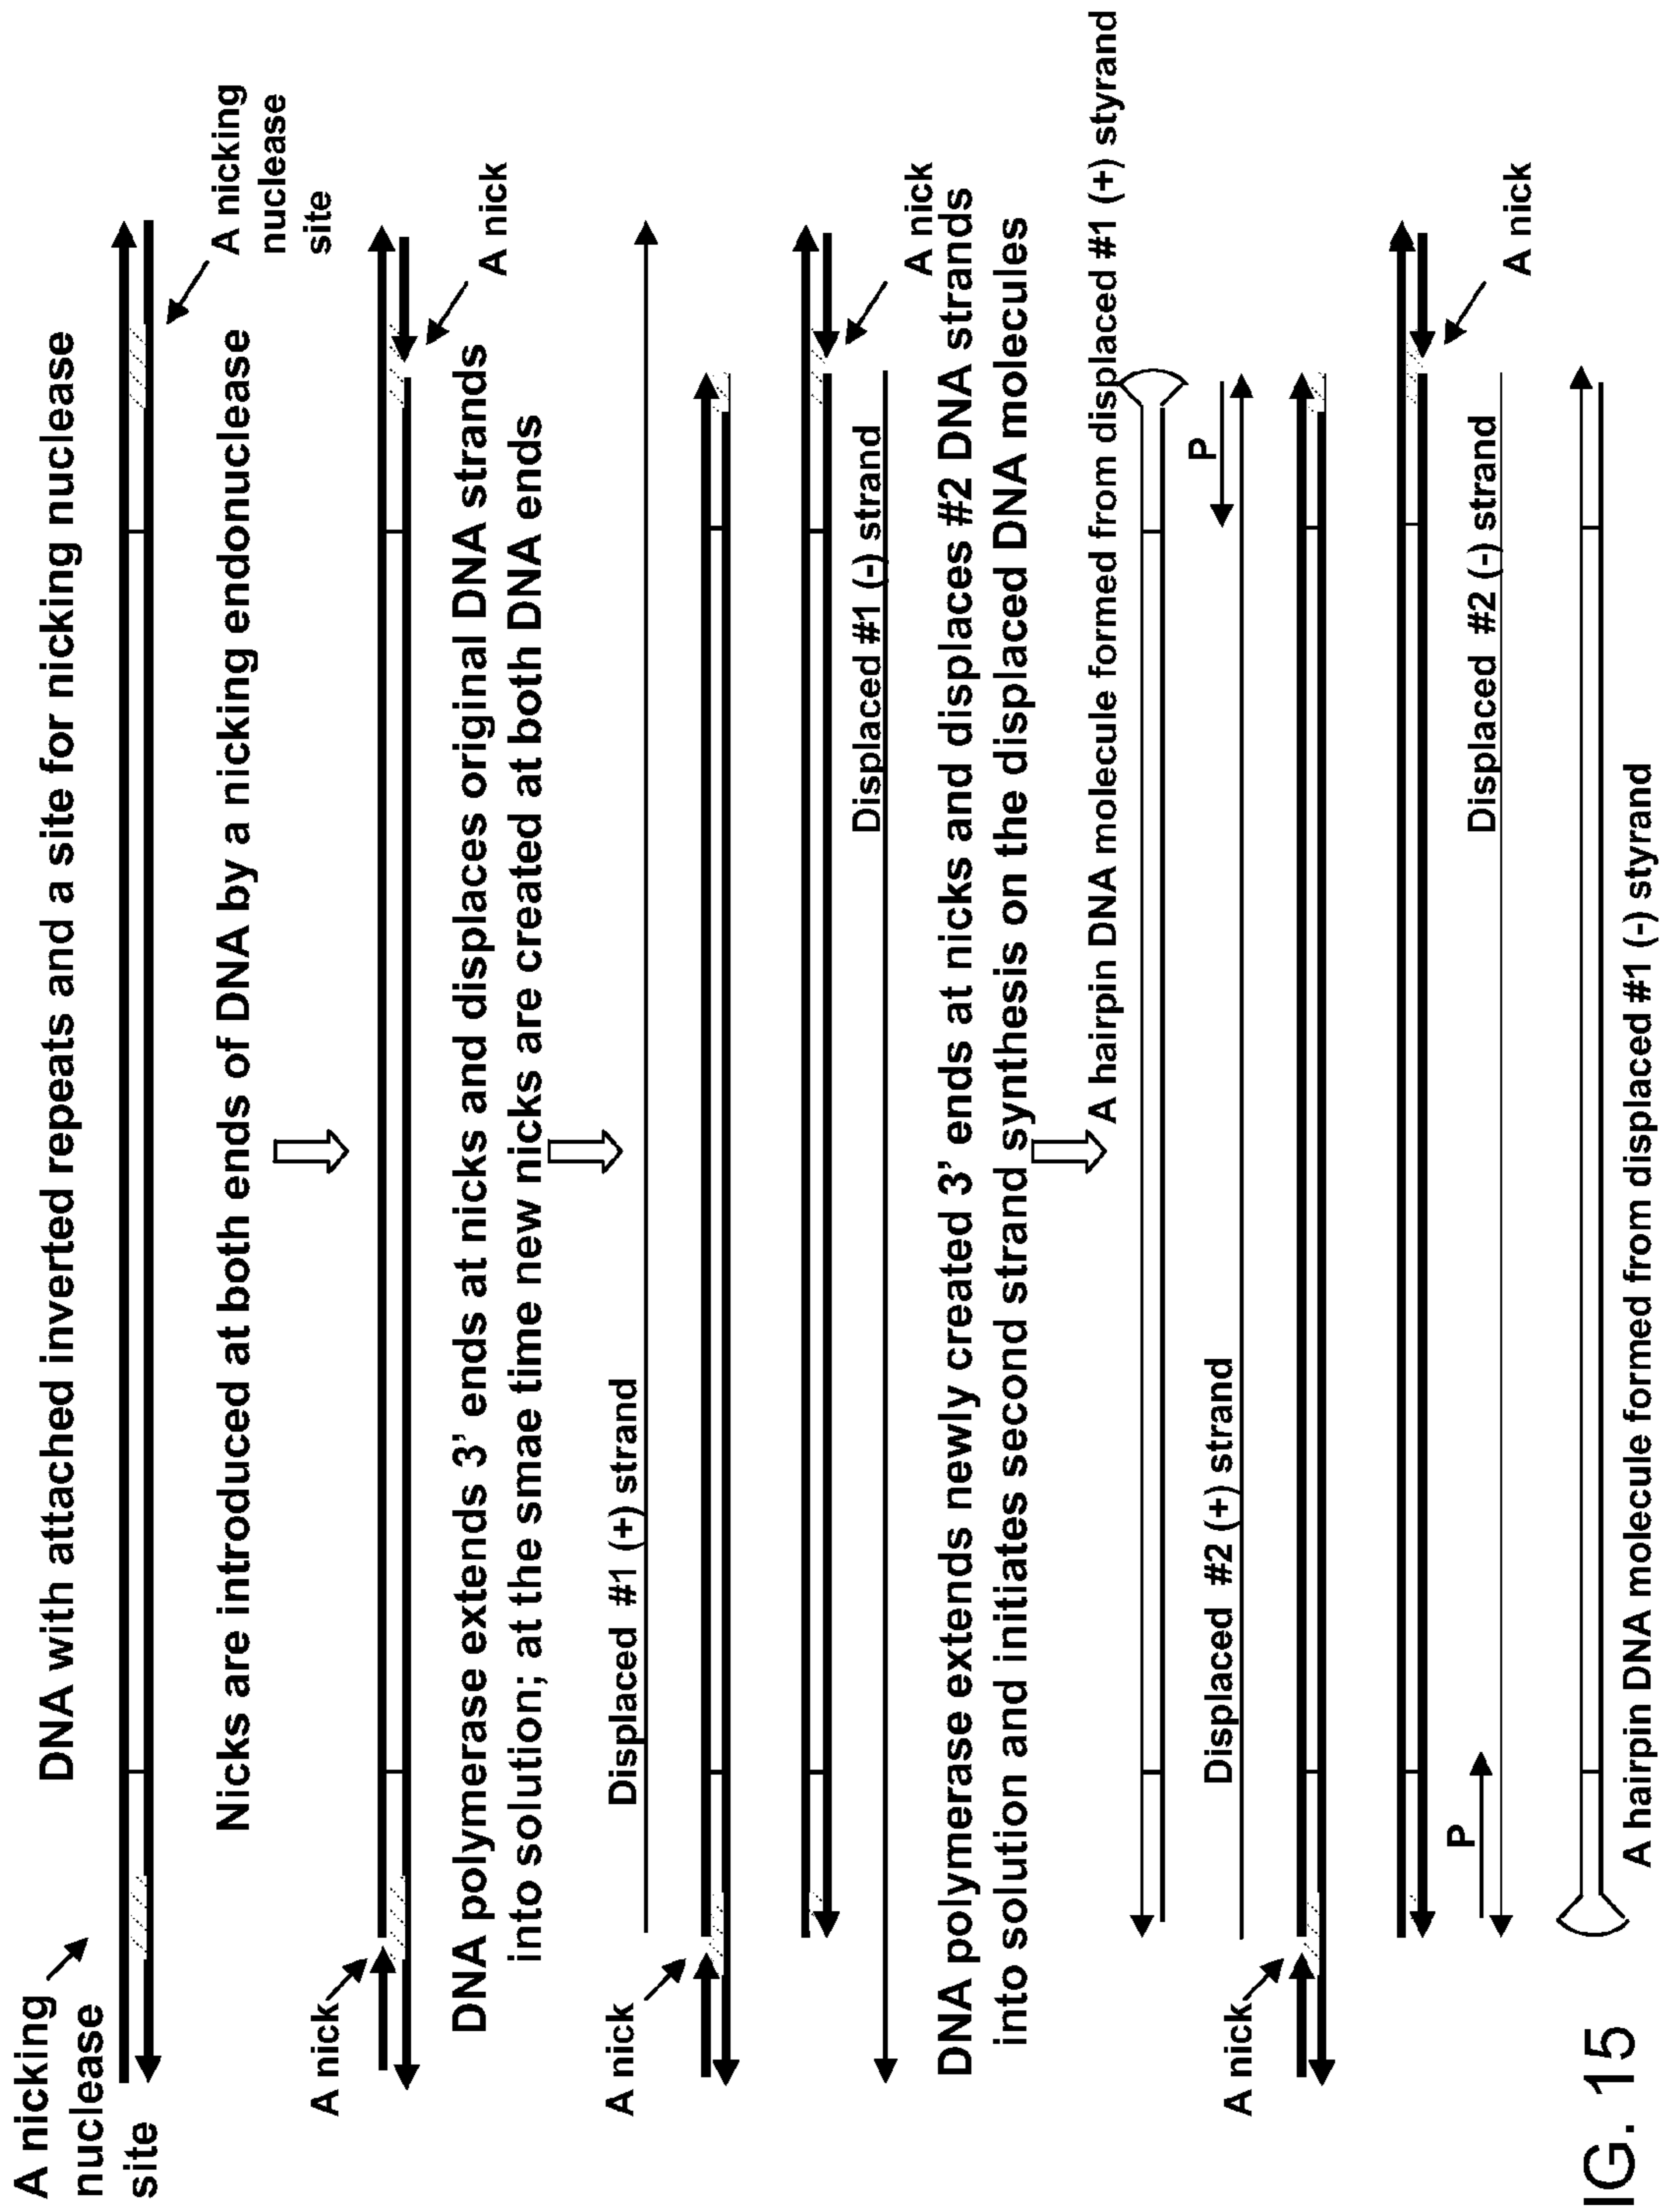 A nicking
nuclease
site
DNA with attached inverted repeats and a site for nicking nuclease
A nicking
nuclease
site
Nicks are introduced at both ends of DNA by a nicking endonuclease
A nick
A nick
DNA polymerase extends 3' ends at nicks and displaces original DNA strands
into solution; at the smae time new nicks are created at both DNA ends
Displaced #1 (+) strand
A nick
A nick
Displaced #1 (-) strand
DNA polymerase extends newly created 3' ends at nicks and displaces #2 DNA strands
into solution and initiates second strand synthesis on the displaced DNA molecules
A hairpin DNA molecule formed from displaced #1 (+) styrand
P
Displaced #2 (+) strand
A nick
A nick
Displaced #2 (-) strand
P
A hairpin DNA molecule formed from displaced #1 (-) styrand
IG. 15